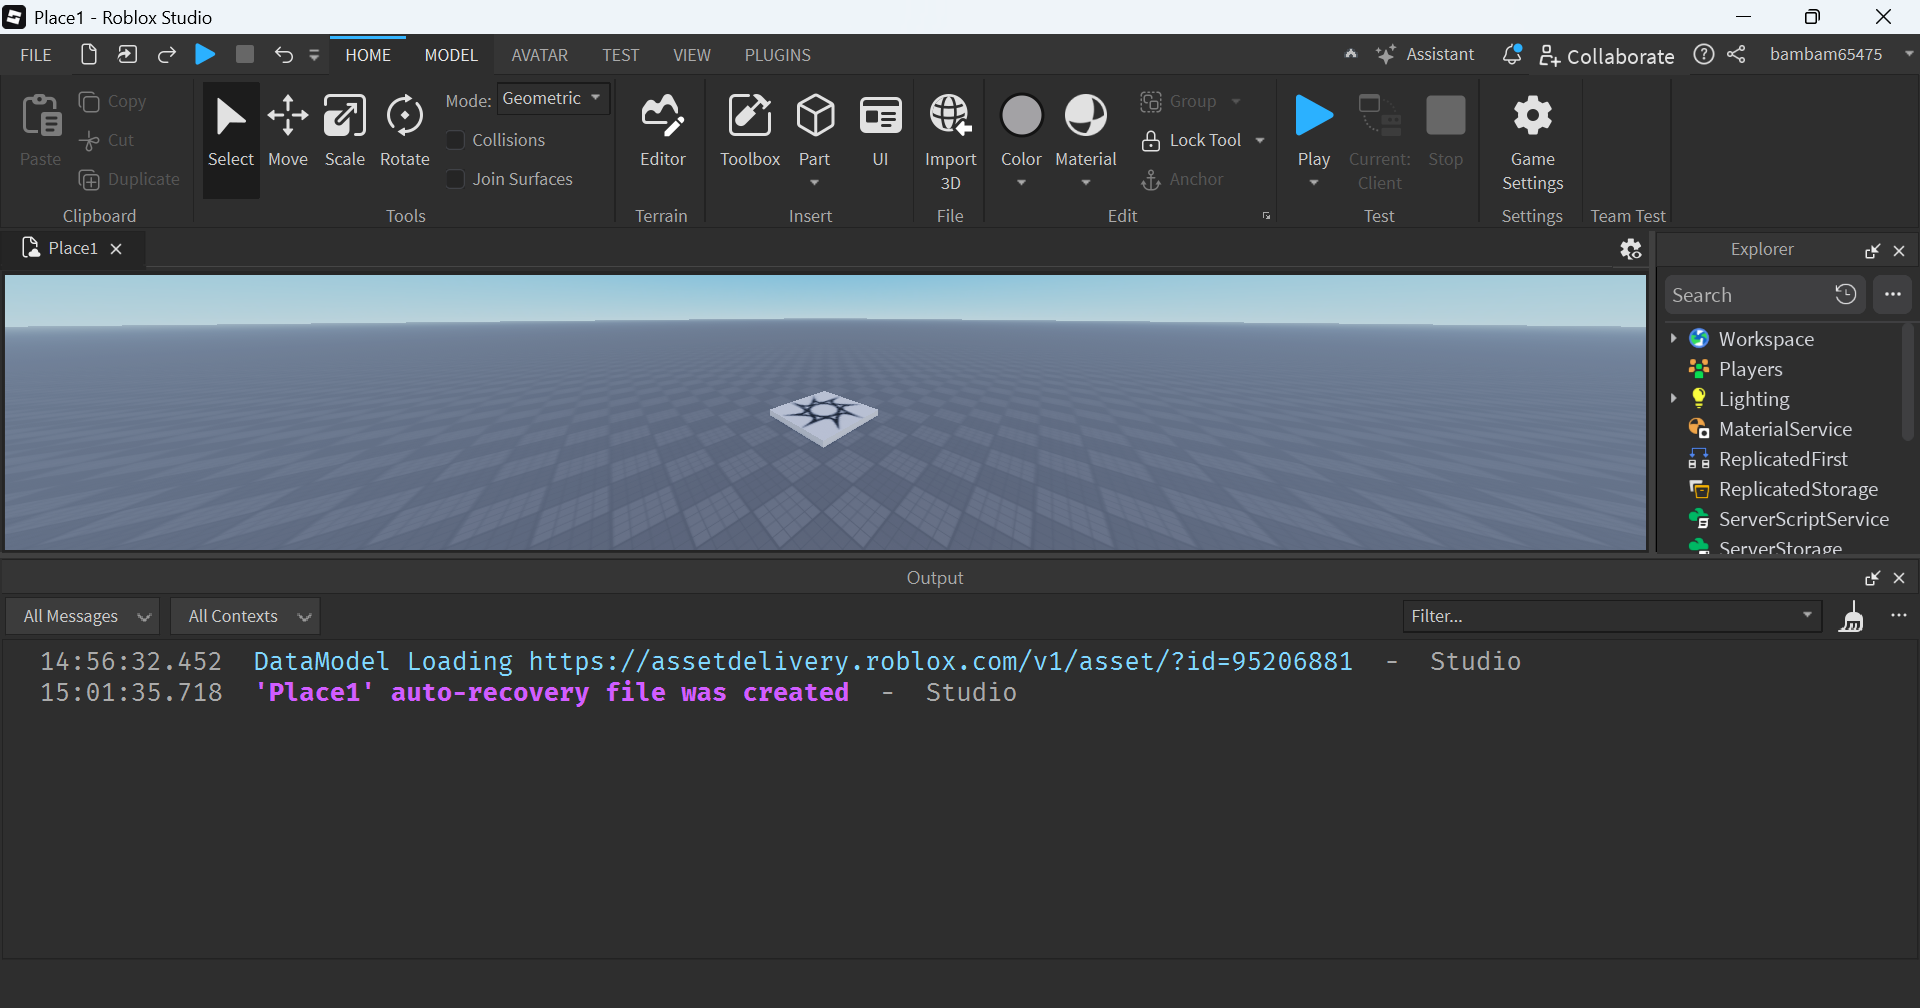 Place1 - Roblox Studio
FILE HOME MODEL AVATAR TEST VIEW PLUGINS Assistant Collaborate bambam65475
Paste Copy Cut Duplicate
Clipboard
Select Move Scale Rotate
Mode: Geometric
Collisions
Join Surfaces
Tools
Editor
Terrain
Toolbox Part UI
Insert
Import
3D
File
Color Material
Group
Lock Tool
Anchor
Edit
Play Current: Stop
Client
Test
Game
Settings
Settings
Team Test
Place1
Explorer
Search
Workspace
Players
Lighting
MaterialService
ReplicatedFirst
ReplicatedStorage
ServerScriptService
ServerStorage
Output
All Messages All Contexts Filter...
14:56:32.452 DataModel Loading https://assetdelivery.roblox.com/v1/asset/?id=95206881 - Studio
15:01:35.718 'Place1' auto-recovery file was created - Studio